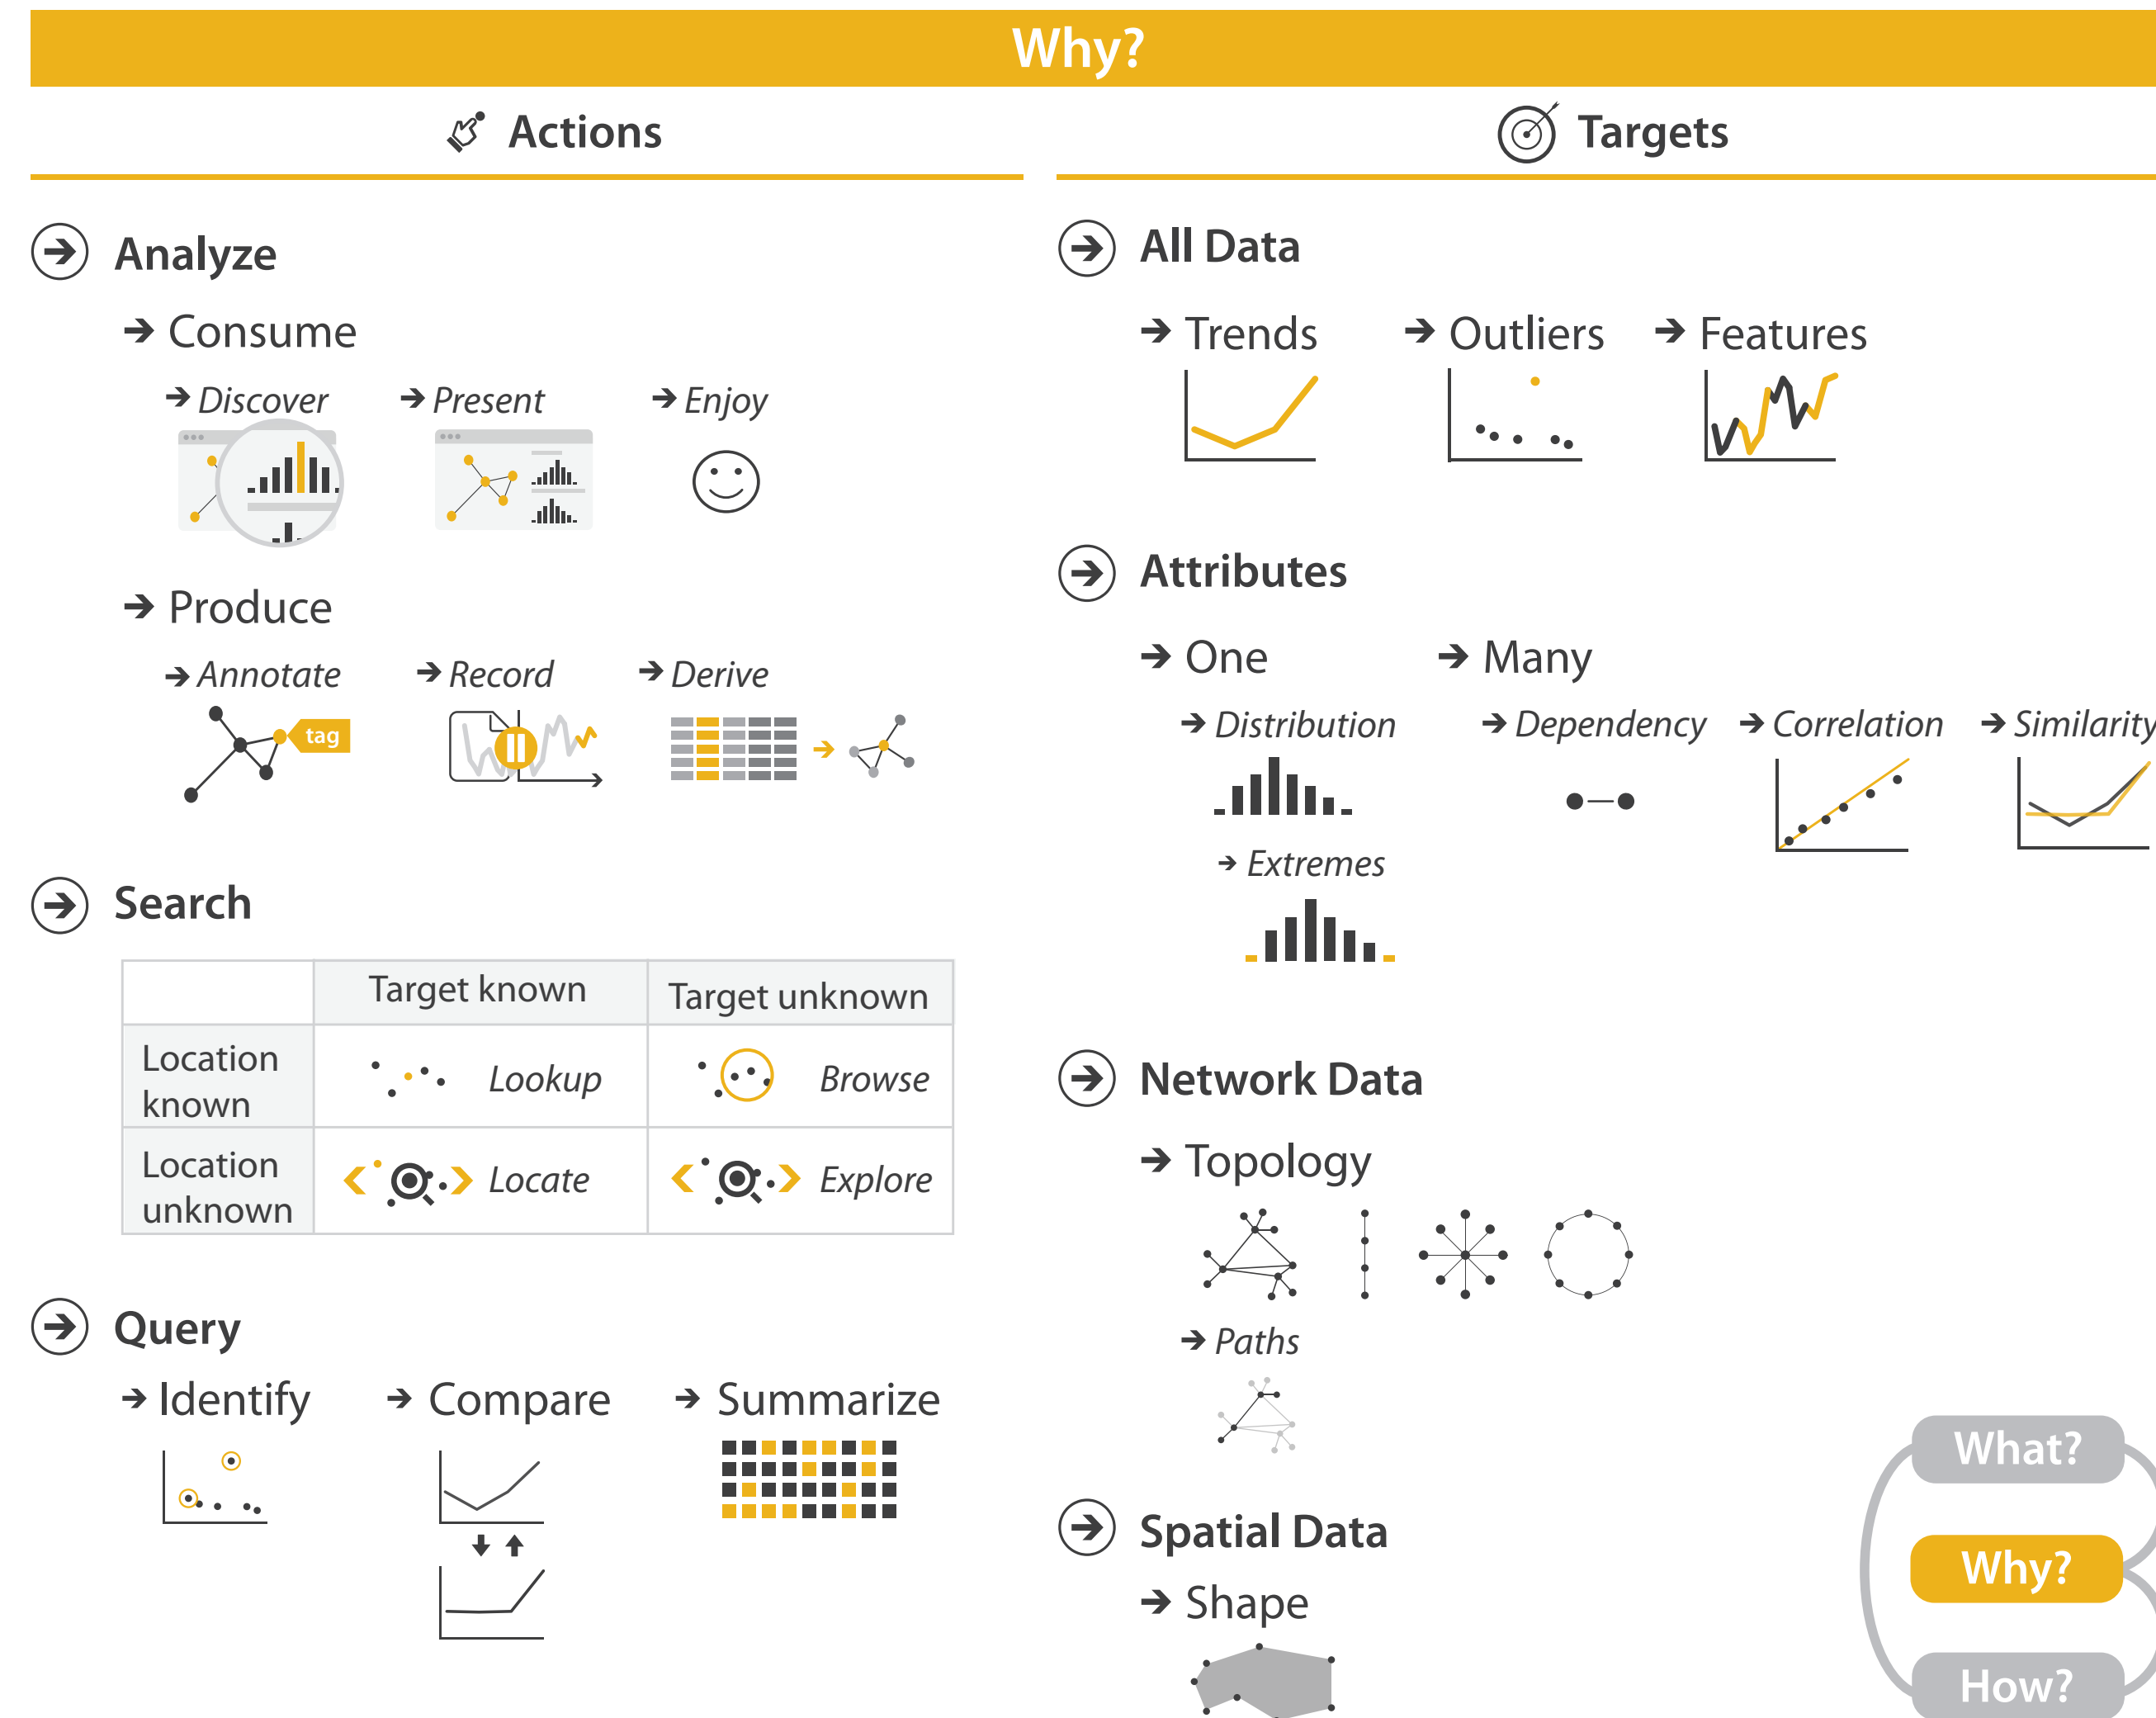 Why?
Actions
Analyze
Consume
Discover
Present
Enjoy
Produce
Annotate
Record
Derive
tag
Search
Target known
Target unknown
Location
known
Lookup
Browse
Location
unknown
Locate
Explore
Query
Identify
Compare
Summarize
Targets
All Data
Trends
Outliers
Features
Attributes
One
Many
Distribution
Dependency
Correlation
Similarity
Extremes
Network Data
Topology
Paths
Spatial Data
Shape
What?
Why?
How?